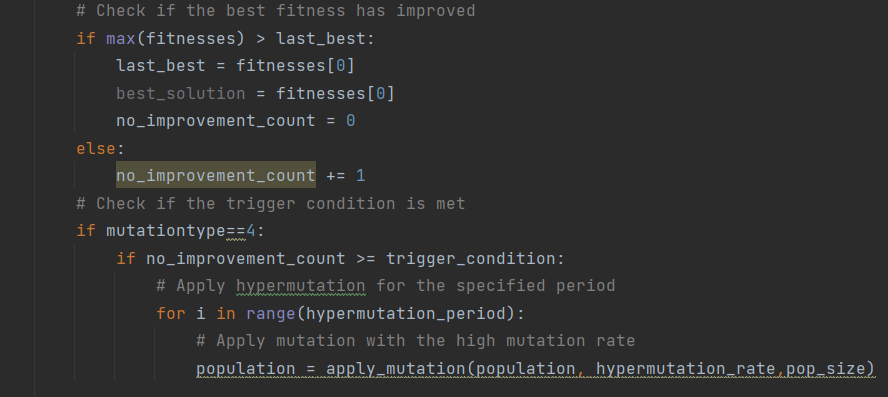 # Check if the best fitness has improved
if max(fitnesses) > last_best:
last_best = fitnesses[0]
best_solution = fitnesses[0]
no_improvement_count = 0
else:
no_improvement_count += 1
# Check if the trigger condition is met
if mutationtype==4:
if no_improvement_count >= trigger_condition:
# Apply hypermutation for the specified period
for i in range(hypermutation_period):
# Apply mutation with the high mutation rate
population = apply_mutation(population, hypermutation_rate,pop_size)